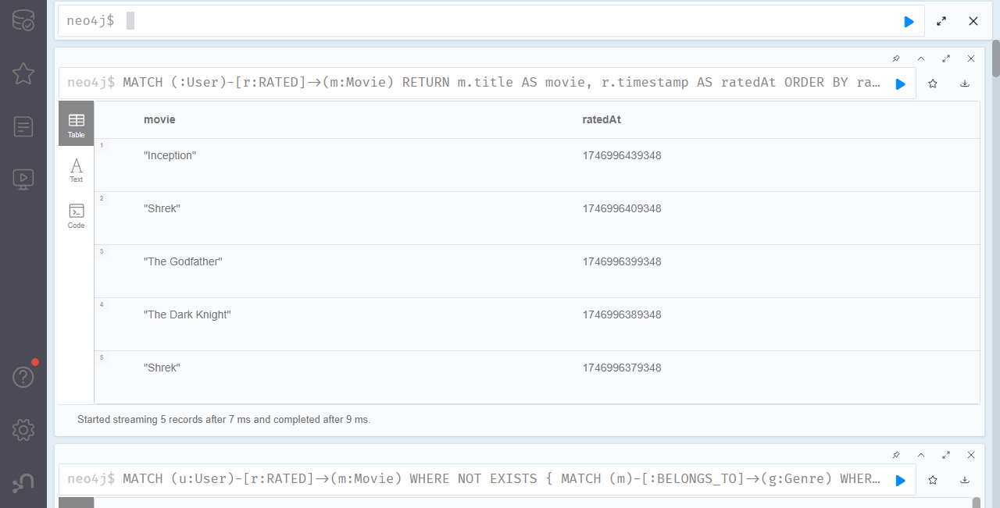 neo4j$
neo4j$ MATCH (:User)-[r:RATED]->(m:Movie) RETURN m.title AS movie, r.timestamp AS ratedAt ORDER BY ra…
Table
Text
Code
movie ratedAt
1 "Inception" 1746996439348
2 "Shrek" 1746996409348
3 "The Godfather" 1746996399348
4 "The Dark Knight" 1746996389348
5 "Shrek" 1746996379348
Started streaming 5 records after 7 ms and completed after 9 ms.
neo4j$ MATCH (u:User)-[r:RATED]->(m:Movie) WHERE NOT EXISTS { MATCH (m)-[:BELONGS_TO]->(g:Genre) WHER…